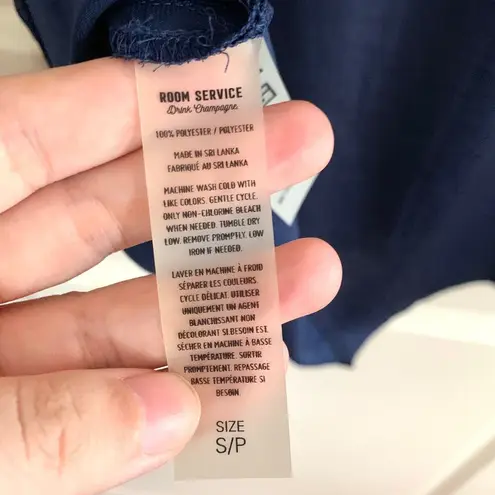 ROOM SERVICE
Drink Champagne
100% POLYESTER / POLYESTER
MADE IN SRI LANKA
FABRIQUÉ AU SRI LANKA
MACHINE WASH COLD WITH
LIKE COLORS. GENTLE CYCLE.
ONLY NON-CHLORINE BLEACH
WHEN NEEDED. TUMBLE DRY
LOW. REMOVE PROMPTLY. LOW
IRON IF NEEDED.
LAVER EN MACHINE À FROID
SÉPARER LES COULEURS.
CYCLE DÉLICAT. UTILISER
UNIQUEMENT UN AGENT
BLANCHISSANT NON
DÉCOLORANT SI BESOIN EST.
SÉCHER EN MACHINE À BASSE
TEMPÉRATURE. SORTIR
PROMPTEMENT. REPASSAGE
BASSE TEMPÉRATURE SI
BESOIN.
SIZE
S/P